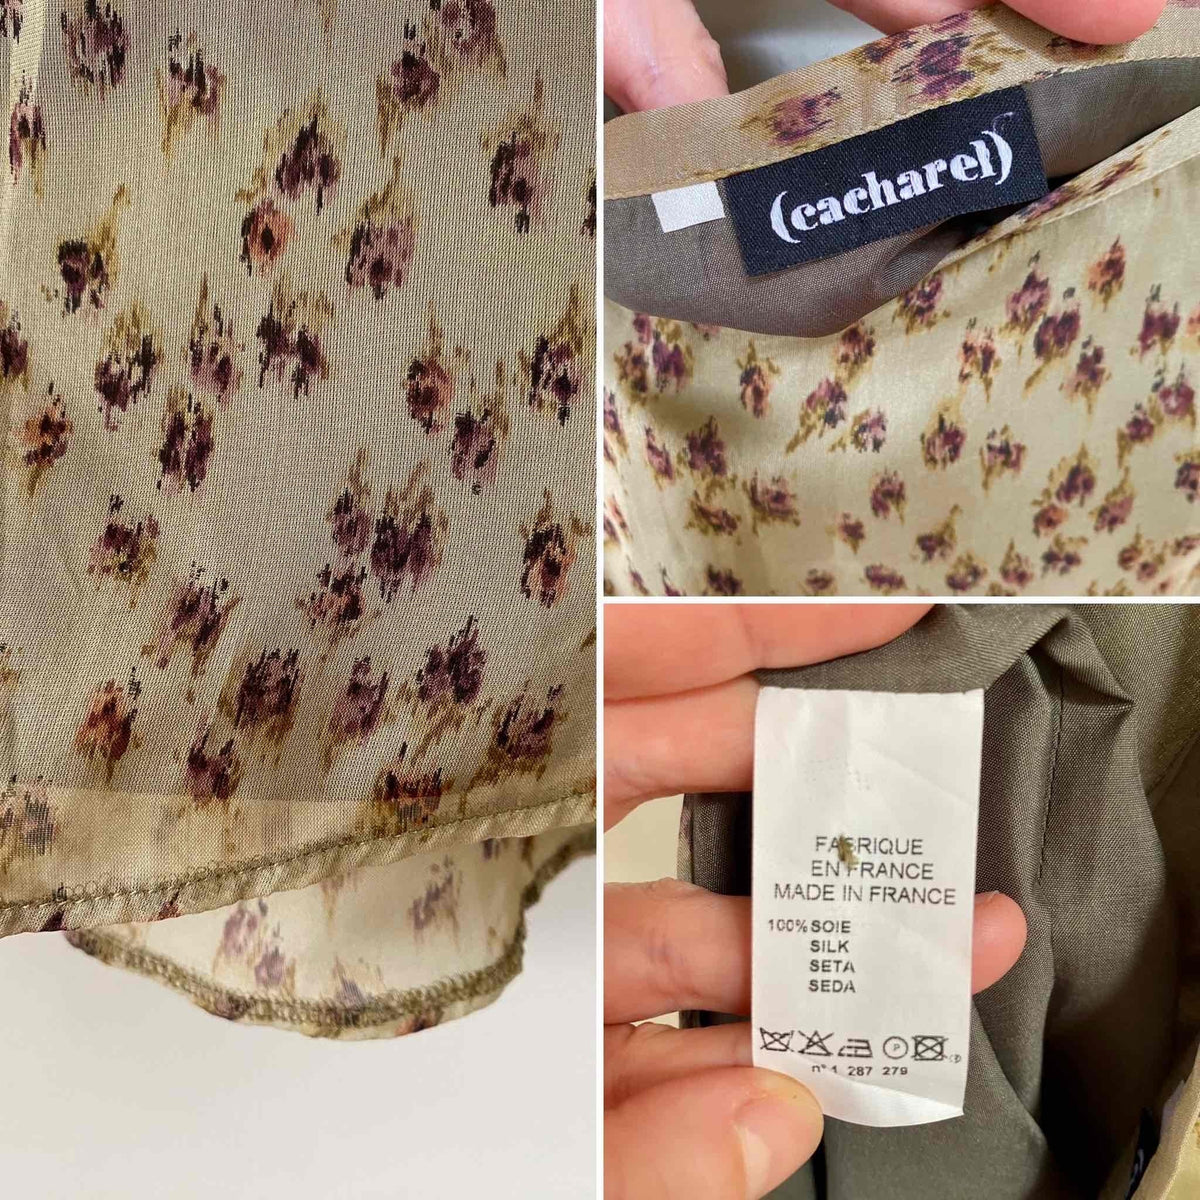 (cacharel)
FABRIQUE
EN FRANCE
MADE IN FRANCE
100% SOIE
SILK
SETA
SEDA
P
n° 1 287 279